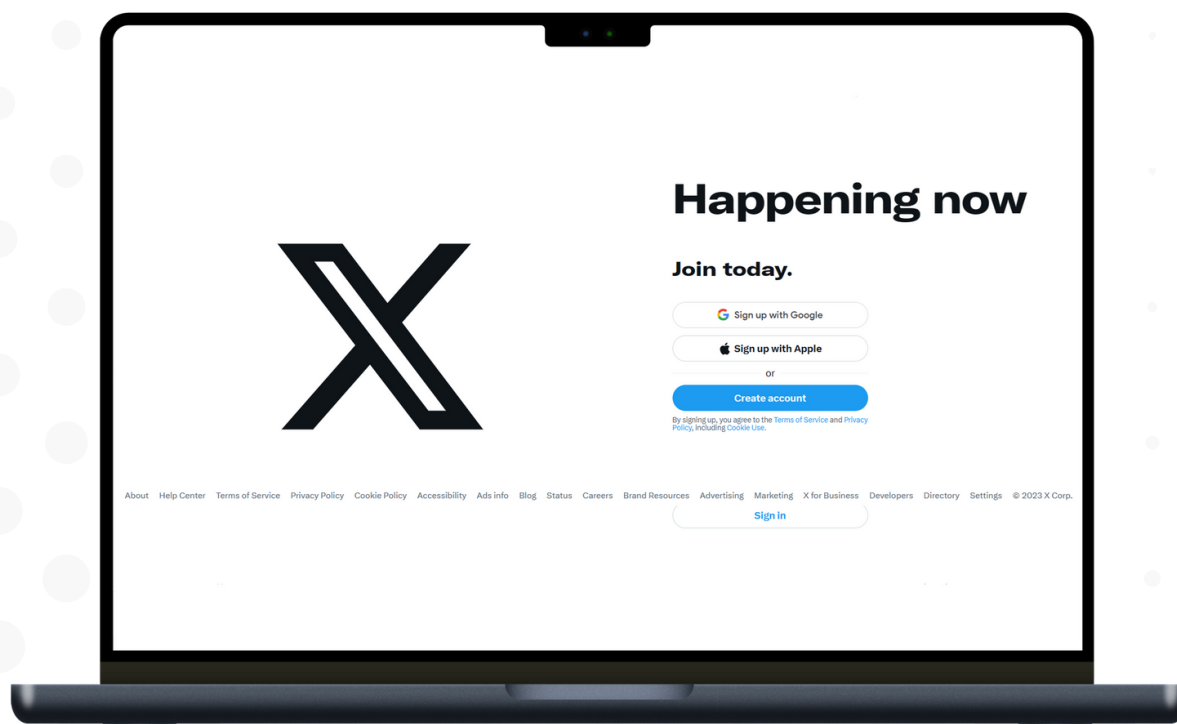 Happening now
Join today.
Sign up with Google
Sign up with Apple
or
Create account
By signing up, you agree to the Terms of Service and Privacy
Policy, including Cookie Use.
About Help Center Terms of Service Privacy Policy Cookie Policy Accessibility Ads info Blog Status Careers Brand Resources Advertising Marketing X for Business Developers Directory Settings © 2023 X Corp.
Sign in